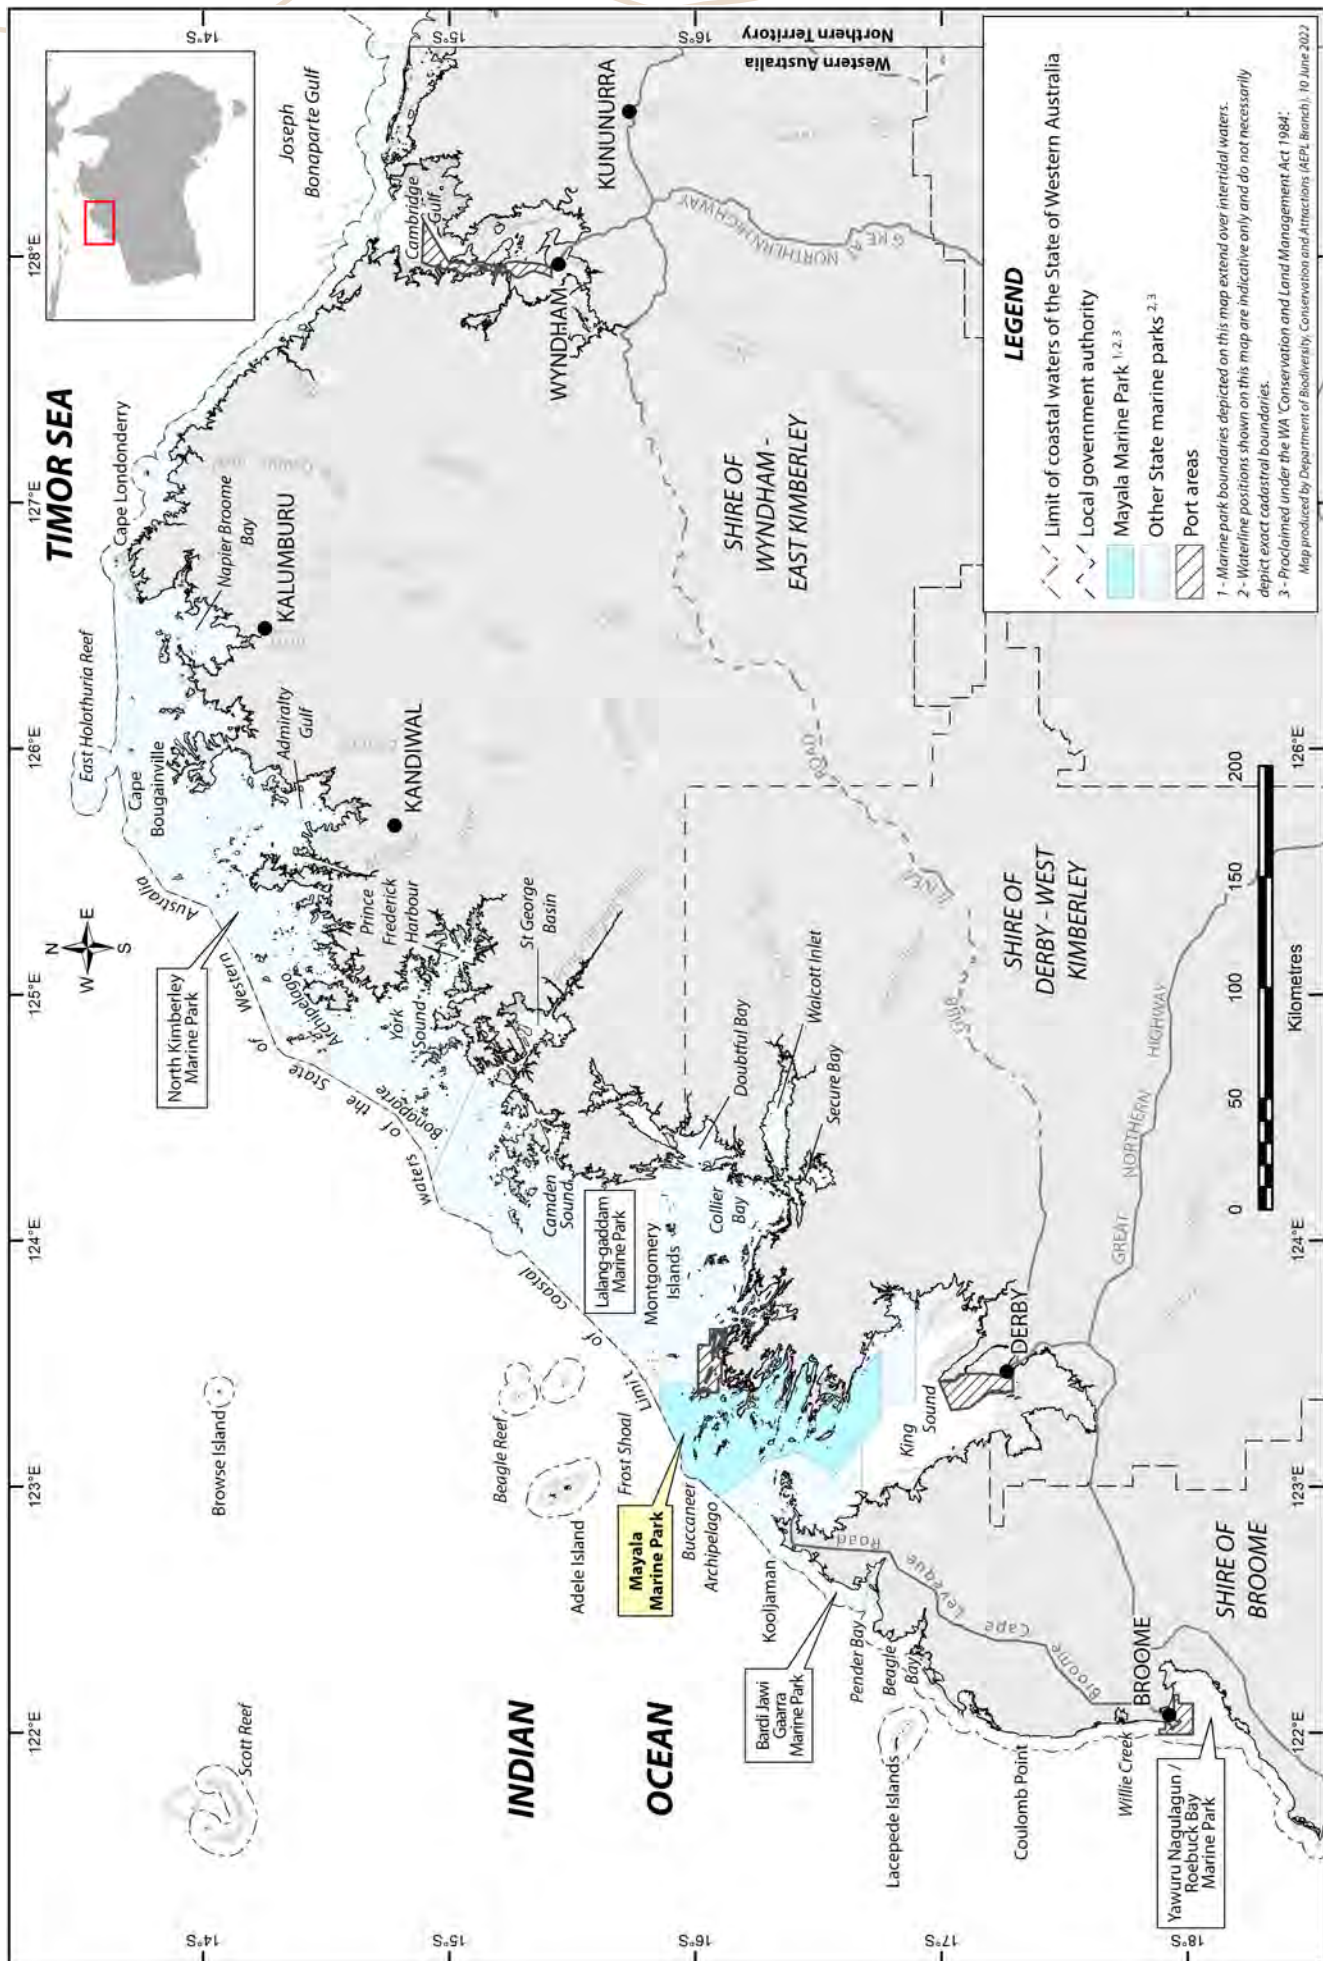 TIMOR SEA
INDIAN
OCEAN
122°E
123°E
124°E
125°E
126°E
127°E
128°E
14°S
15°S
16°S
17°S
18°S
14°S
15°S
16°S
122°E
123°E
124°E
126°E
N
W
E
S
Scott Reef
Browse Island
Beagle Reef
Adele Island
Frost Shoal
Mayala
Marine Park
Buccaneer
Archipelago
Kooljaman
Bardi Jawi
Gaarra
Marine Park
Pender Bay
Beagle
Bay
Lacepede Islands
Coulomb Point
Willie Creek
BROOME
Yawuru Nagulagun /
Roebuck Bay
Marine Park
Broome
Cape
Leveque
Road
SHIRE OF
BROOME
King
Sound
DERBY
Limit
of
coastal
waters
of
the
State
of
Western
Australia
Lalang-gaddam
Marine Park
Montgomery
Islands
Camden
Sound
Collier
Bay
Doubtful Bay
Walcott Inlet
Secure Bay
North Kimberley
Marine Park
Bonaparte
Archipelago
York
Sound
Prince
Frederick
Harbour
St George
Basin
KANDIWAL
Admiralty
Gulf
Cape
Bougainville
East Holothuria Reef
KALUMBURU
Napier Broome
Bay
Cape Londonderry
Joseph
Bonaparte Gulf
Cambridge
Gulf
WYNDHAM
KUNUNURRA
Western Australia
Northern Territory
GREAT
NORTHERN HIGHWAY
SHIRE OF
WYNDHAM -
EAST KIMBERLEY
SHIRE OF
DERBY - WEST
KIMBERLEY
GIBB
RIVER
ROAD
GREAT
NORTHERN
HIGHWAY
0
50
100
150
200
Kilometres
LEGEND
Limit of coastal waters of the State of Western Australia
Local government authority
Mayala Marine Park 1, 2, 3
Other State marine parks 2, 3
Port areas
1 - Marine park boundaries depicted on this map extend over intertidal waters.
2 - Waterline positions shown on this map are indicative only and do not necessarily
depict exact cadastral boundaries.
3 - Proclaimed under the WA 'Conservation and Land Management Act 1984'.
Map produced by Department of Biodiversity, Conservation and Attractions (AEPL Branch), 10 June 2022